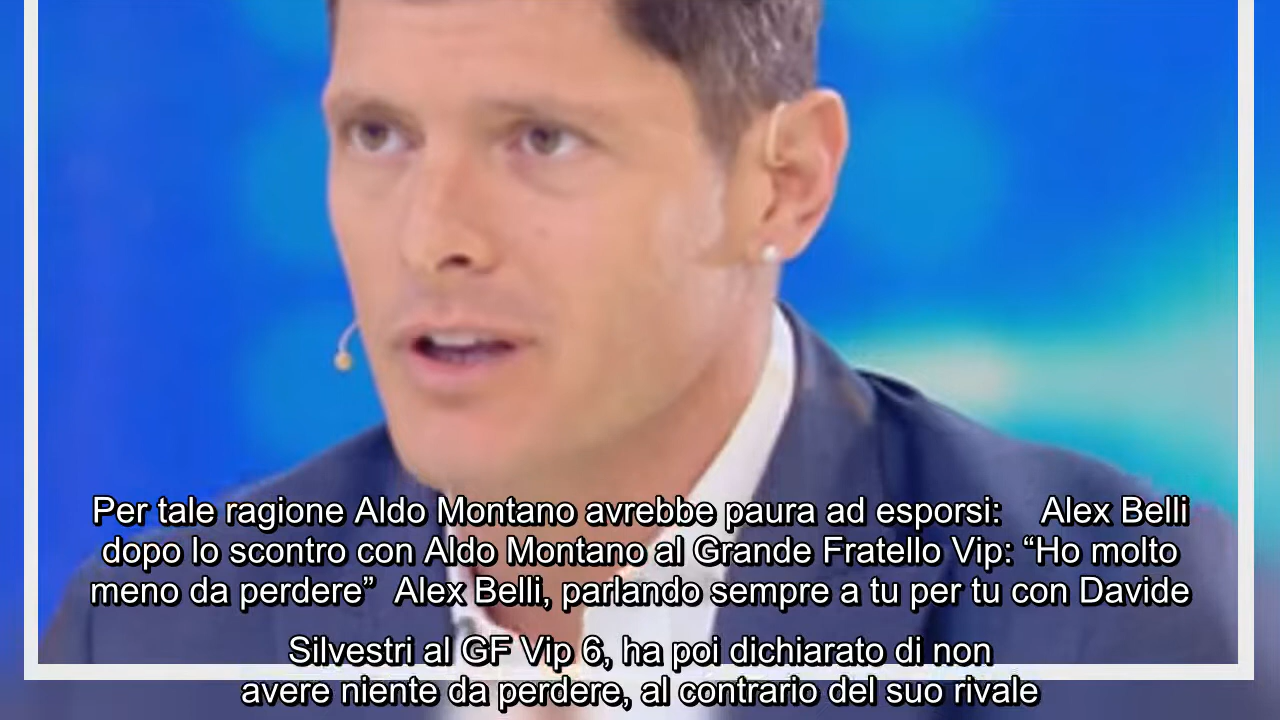 Per tale ragione Aldo Montano avrebbe paura ad esporsi: Alex Belli
dopo lo scontro con Aldo Montano al Grande Fratello Vip: “Ho molto
meno da perdere” Alex Belli, parlando sempre a tu per tu con Davide
Silvestri al GF Vip 6, ha poi dichiarato di non
avere niente da perdere, al contrario del suo rivale